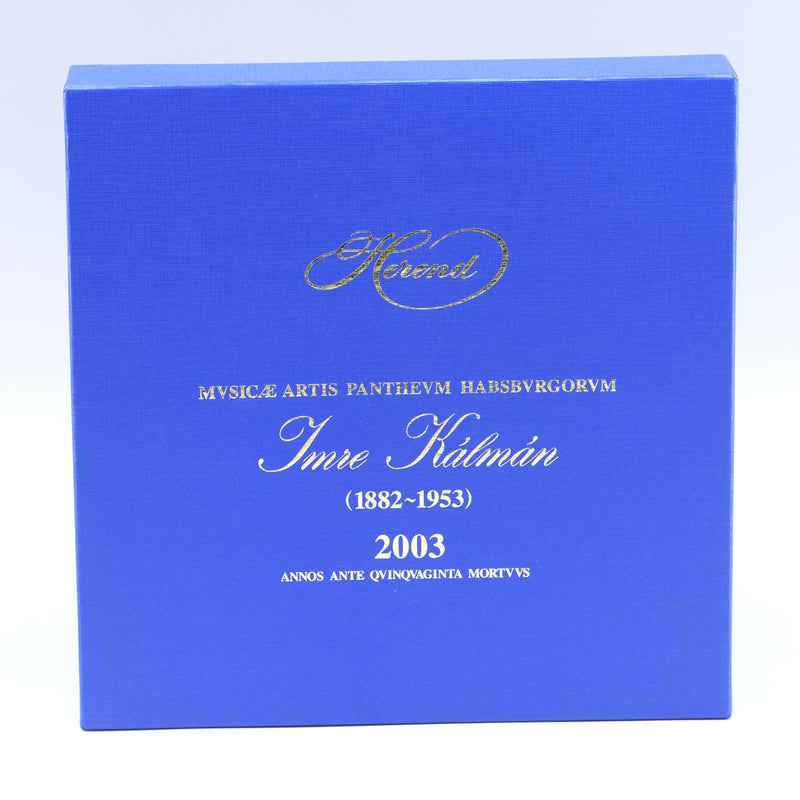 Herend
MVSICÆ ARTIS PANTHEVM HABSBVRGORVM
Imre Kálmán
(1882~1953)
2003
ANNOS ANTE QVINQVAGINTA MORTVVS